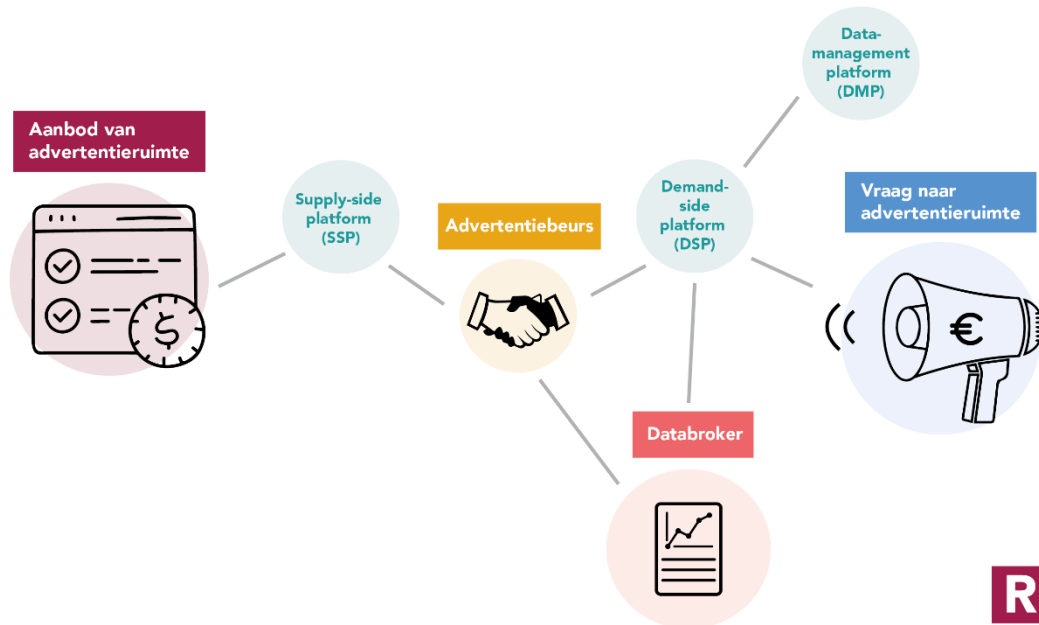 Data-
management
platform
(DMP)
Aanbod van
advertentieruimte
Supply-side
platform
(SSP)
Advertentiebeurs
Demand-
side
platform
(DSP)
Vraag naar
advertentieruimte
$
€
Databroker
R